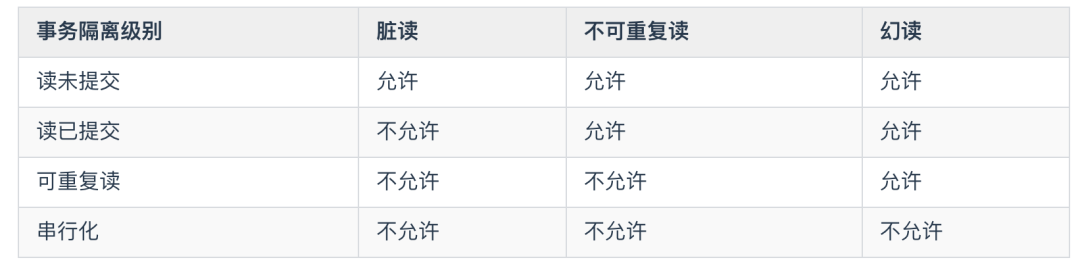 事务隔离级别 脏读 不可重复读 幻读
读未提交 允许 允许 允许
读已提交 不允许 允许 允许
可重复读 不允许 不允许 允许
串行化 不允许 不允许 不允许